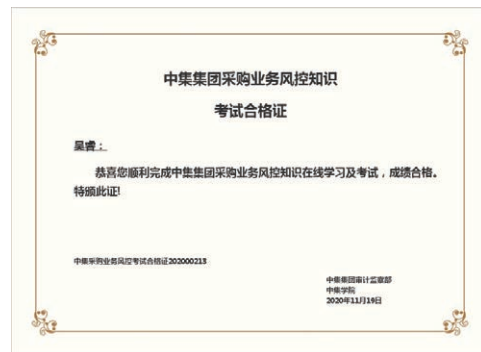 中集集团采购业务风控知识
考试合格证
吴睿：
恭喜您顺利完成中集集团采购业务风控知识在线学习及考试，成绩合格。
特颁此证!
中集采购业务风控考试合格证202000213
中集集团审计监察部
中集学院
2020年11月19日